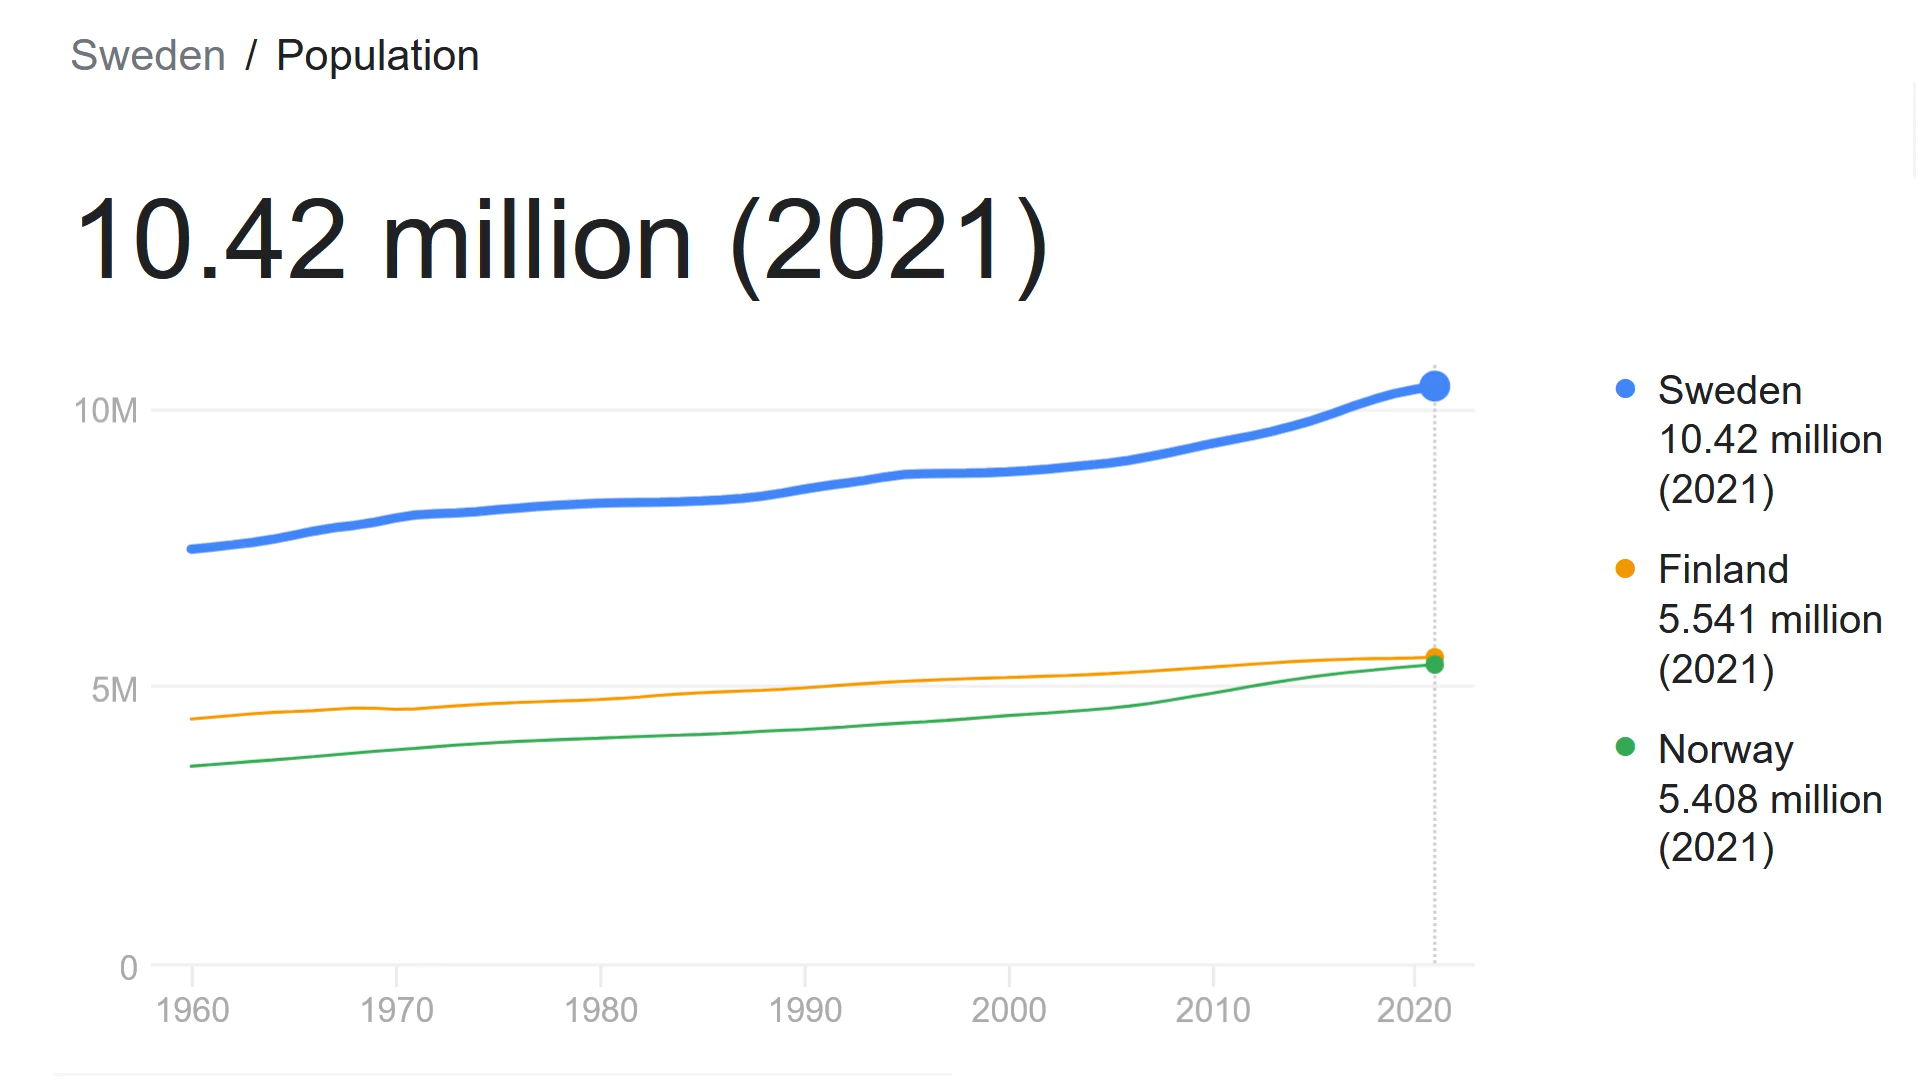 Sweden / Population
10.42 million (2021)
10M
5M
0
1960 1970 1980 1990 2000 2010 2020
Sweden
10.42 million
(2021)
Finland
5.541 million
(2021)
Norway
5.408 million
(2021)